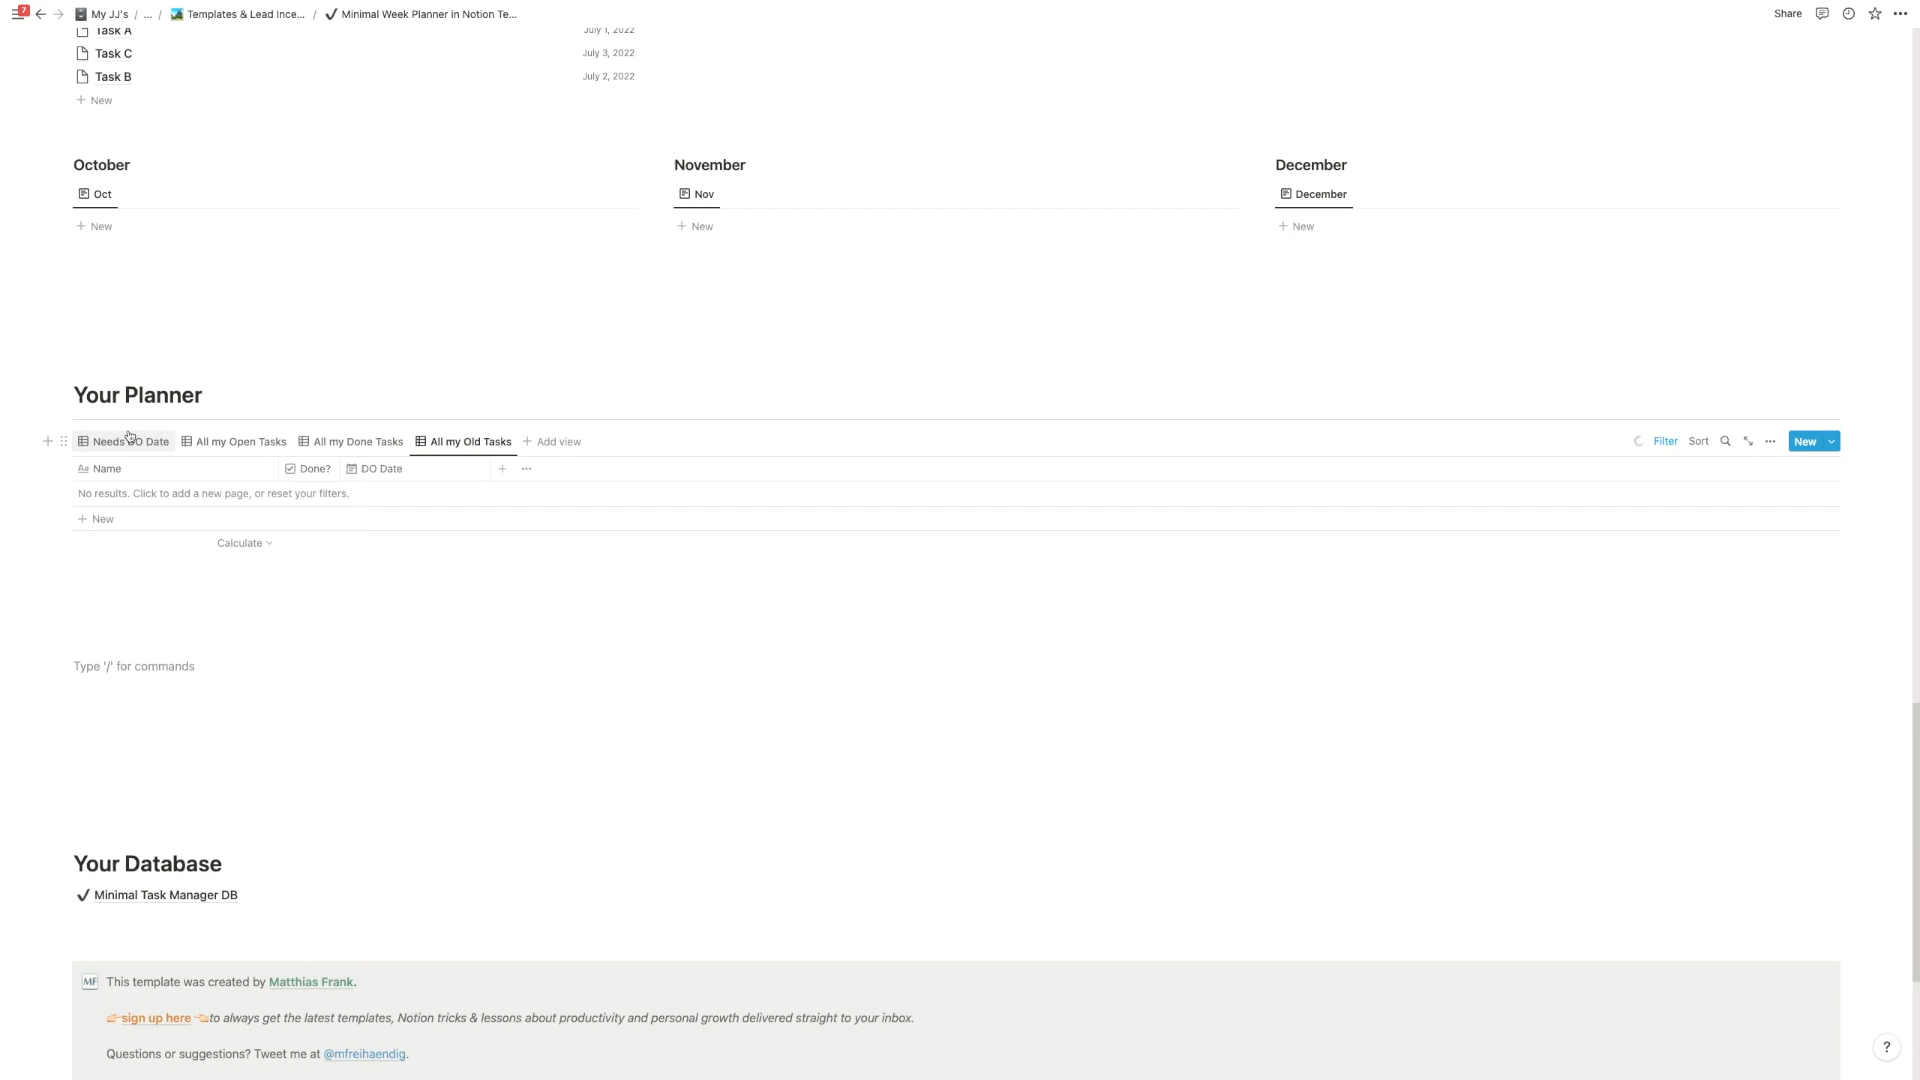 7 My JJ's / ... / Templates & Lead Ince... / Minimal Week Planner in Notion Te... Share
Task A July 1, 2022
Task C July 3, 2022
Task B July 2, 2022
+ New
October November December
Oct Nov December
+ New + New + New
Your Planner
Needs DO Date All my Open Tasks All my Done Tasks All my Old Tasks + Add view Filter Sort New
Aa Name Done? DO Date
No results. Click to add a new page, or reset your filters.
+ New
Calculate
Type '/' for commands
Your Database
Minimal Task Manager DB
MF This template was created by Matthias Frank.
sign up here to always get the latest templates, Notion tricks & lessons about productivity and personal growth delivered straight to your inbox.
Questions or suggestions? Tweet me at @mfreihaendig.
?